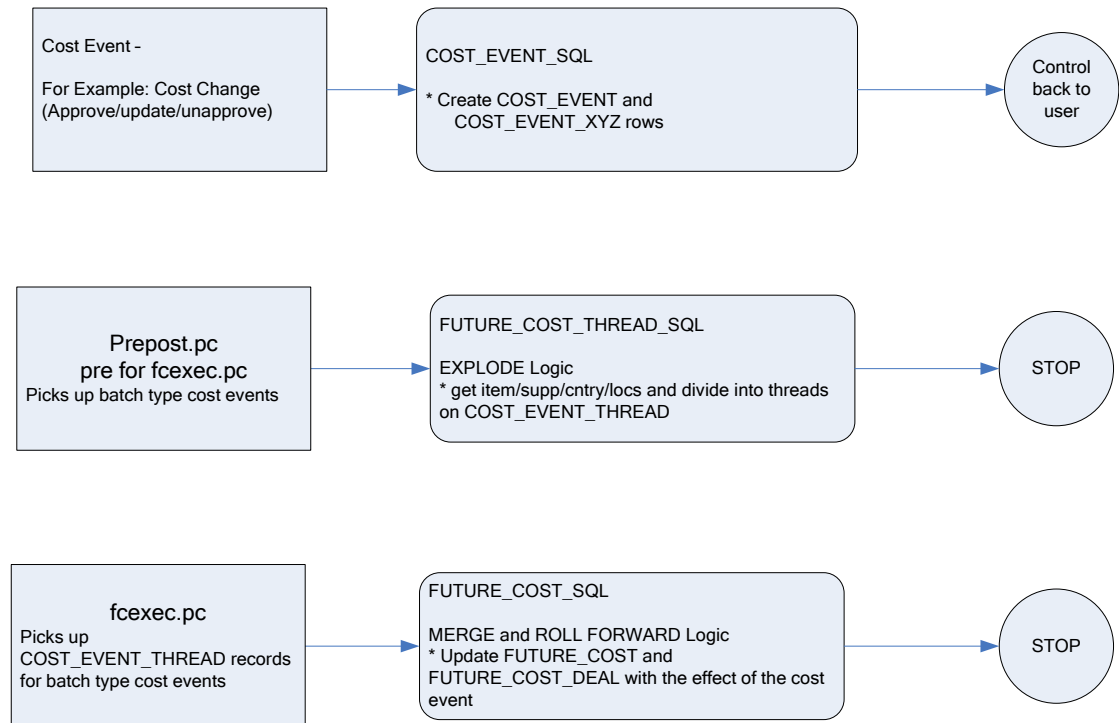 Cost Event –
For Example: Cost Change
(Approve/update/unapprove)
COST_EVENT_SQL
* Create COST_EVENT and
COST_EVENT_XYZ rows
Control
back to
user
Prepost.pc
pre for fcexec.pc
Picks up batch type cost events
FUTURE_COST_THREAD_SQL
EXPLODE Logic
* get item/supp/cntry/locs and divide into threads
on COST_EVENT_THREAD
STOP
fcexec.pc
Picks up
COST_EVENT_THREAD records
for batch type cost events
FUTURE_COST_SQL
MERGE and ROLL FORWARD Logic
* Update FUTURE_COST and
FUTURE_COST_DEAL with the effect of the cost
event
STOP